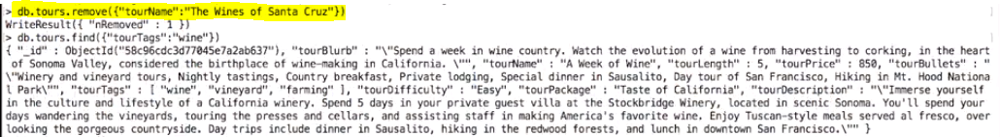 > db.tours.remove({"tourName":"The Wines of Santa Cruz"})
WriteResult({ "nRemoved" : 1 })
> db.tours.find({"tourTags":"wine"})
{ "_id" : ObjectId("58c96cdc3d77045e7a2ab637"), "tourBlurb" : "\"Spend a week in wine country. Watch the evolution of a wine from harvesting to corking, in the heart
of Sonoma Valley, considered the birthplace of wine-making in California. \"", "tourName" : "A Week of Wine", "tourLength" : 5, "tourPrice" : 850, "tourBullets" : "
\"Winery and vineyard tours, Nightly tastings, Country breakfast, Private lodging, Special dinner in Sausalito, Day tour of San Francisco, Hiking in Mt. Hood Nationa
l Park\"", "tourTags" : [ "wine", "vineyard", "farming" ], "tourDifficulty" : "Easy", "tourPackage" : "Taste of California", "tourDescription" : "\"Immerse yourself
in the culture and lifestyle of a California winery. Spend 5 days in your private guest villa at the Stockbridge Winery, located in scenic Sonoma. You'll spend your
days wandering the vineyards, touring the presses and cellars, and assisting staff in making America's favorite wine. Enjoy Tuscan-style meals served al fresco, over
looking the gorgeous countryside. Day trips include dinner in Sausalito, hiking in the redwood forests, and lunch in downtown San Francisco.\"" }